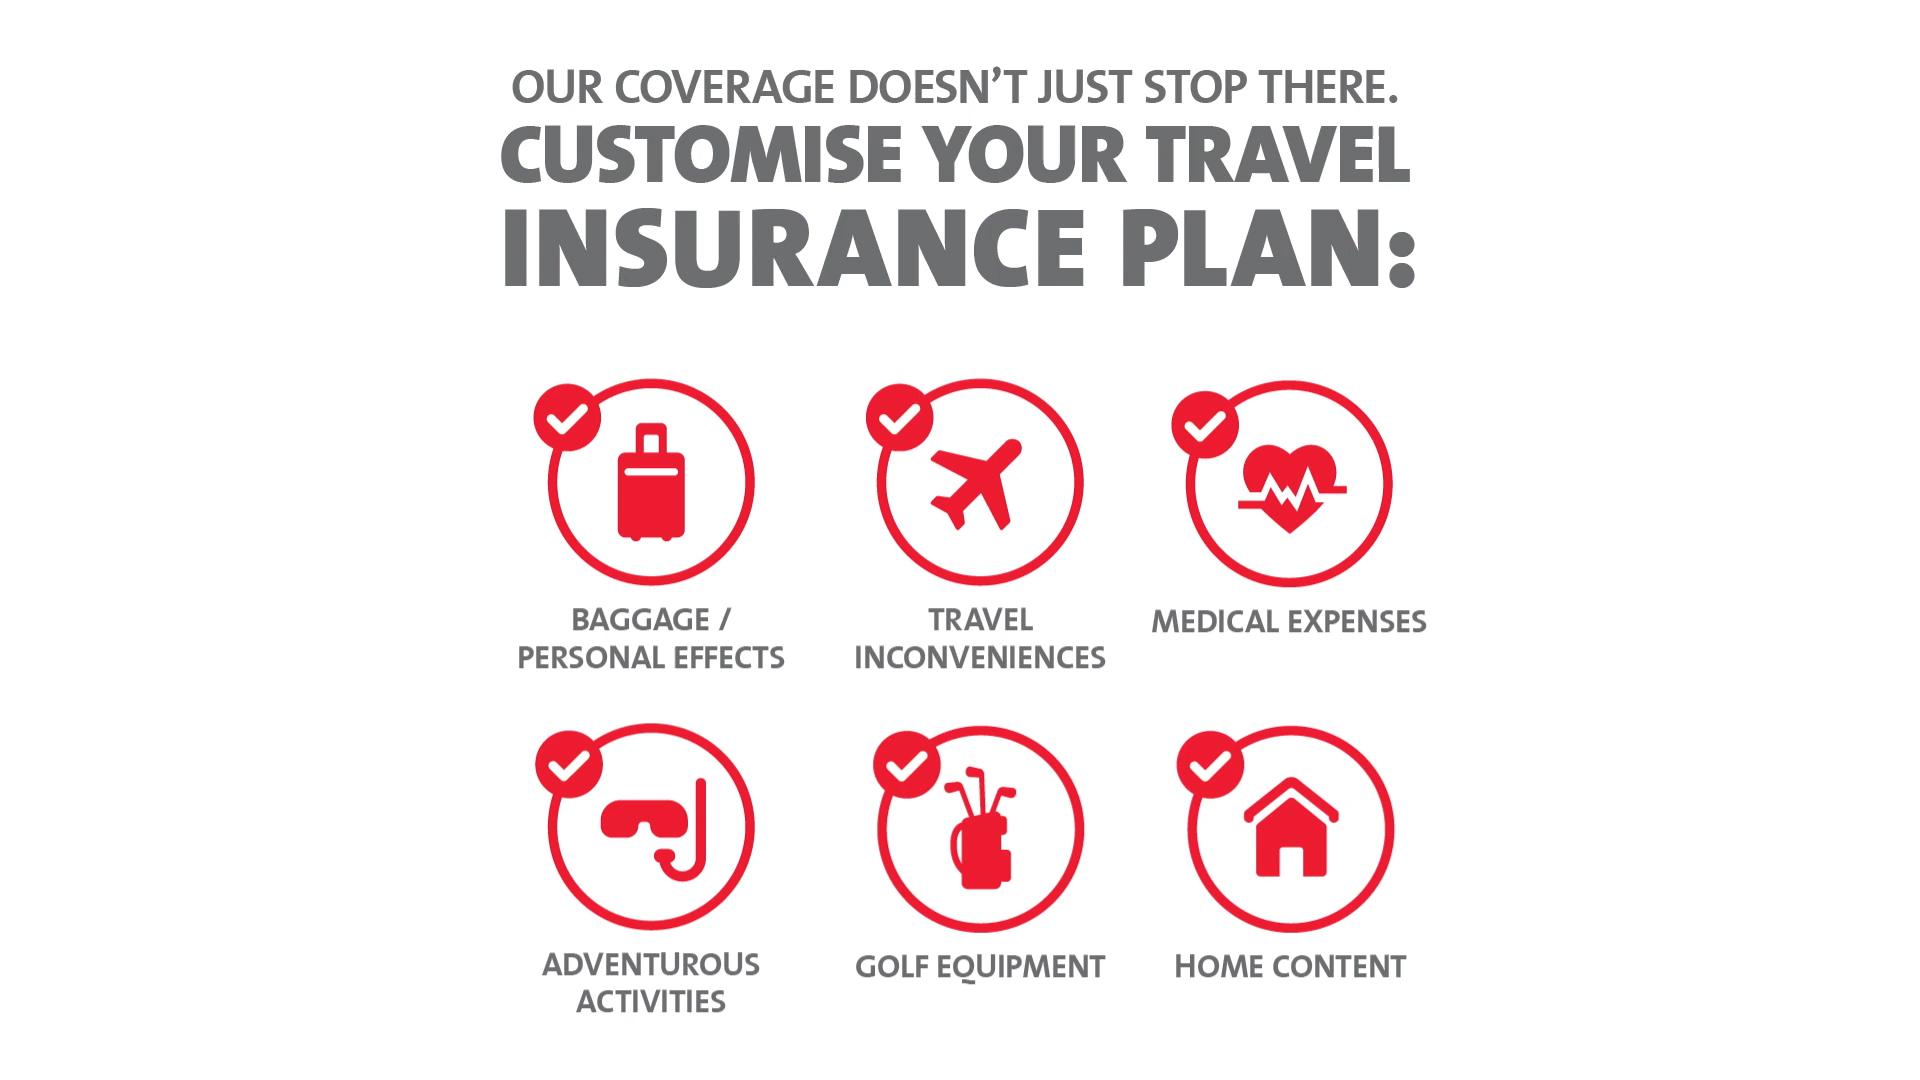 OUR COVERAGE DOESN’T JUST STOP THERE.
CUSTOMISE YOUR TRAVEL
INSURANCE PLAN:
BAGGAGE /
PERSONAL EFFECTS
TRAVEL
INCONVENIENCES
MEDICAL EXPENSES
ADVENTUROUS
ACTIVITIES
GOLF EQUIPMENT
HOME CONTENT